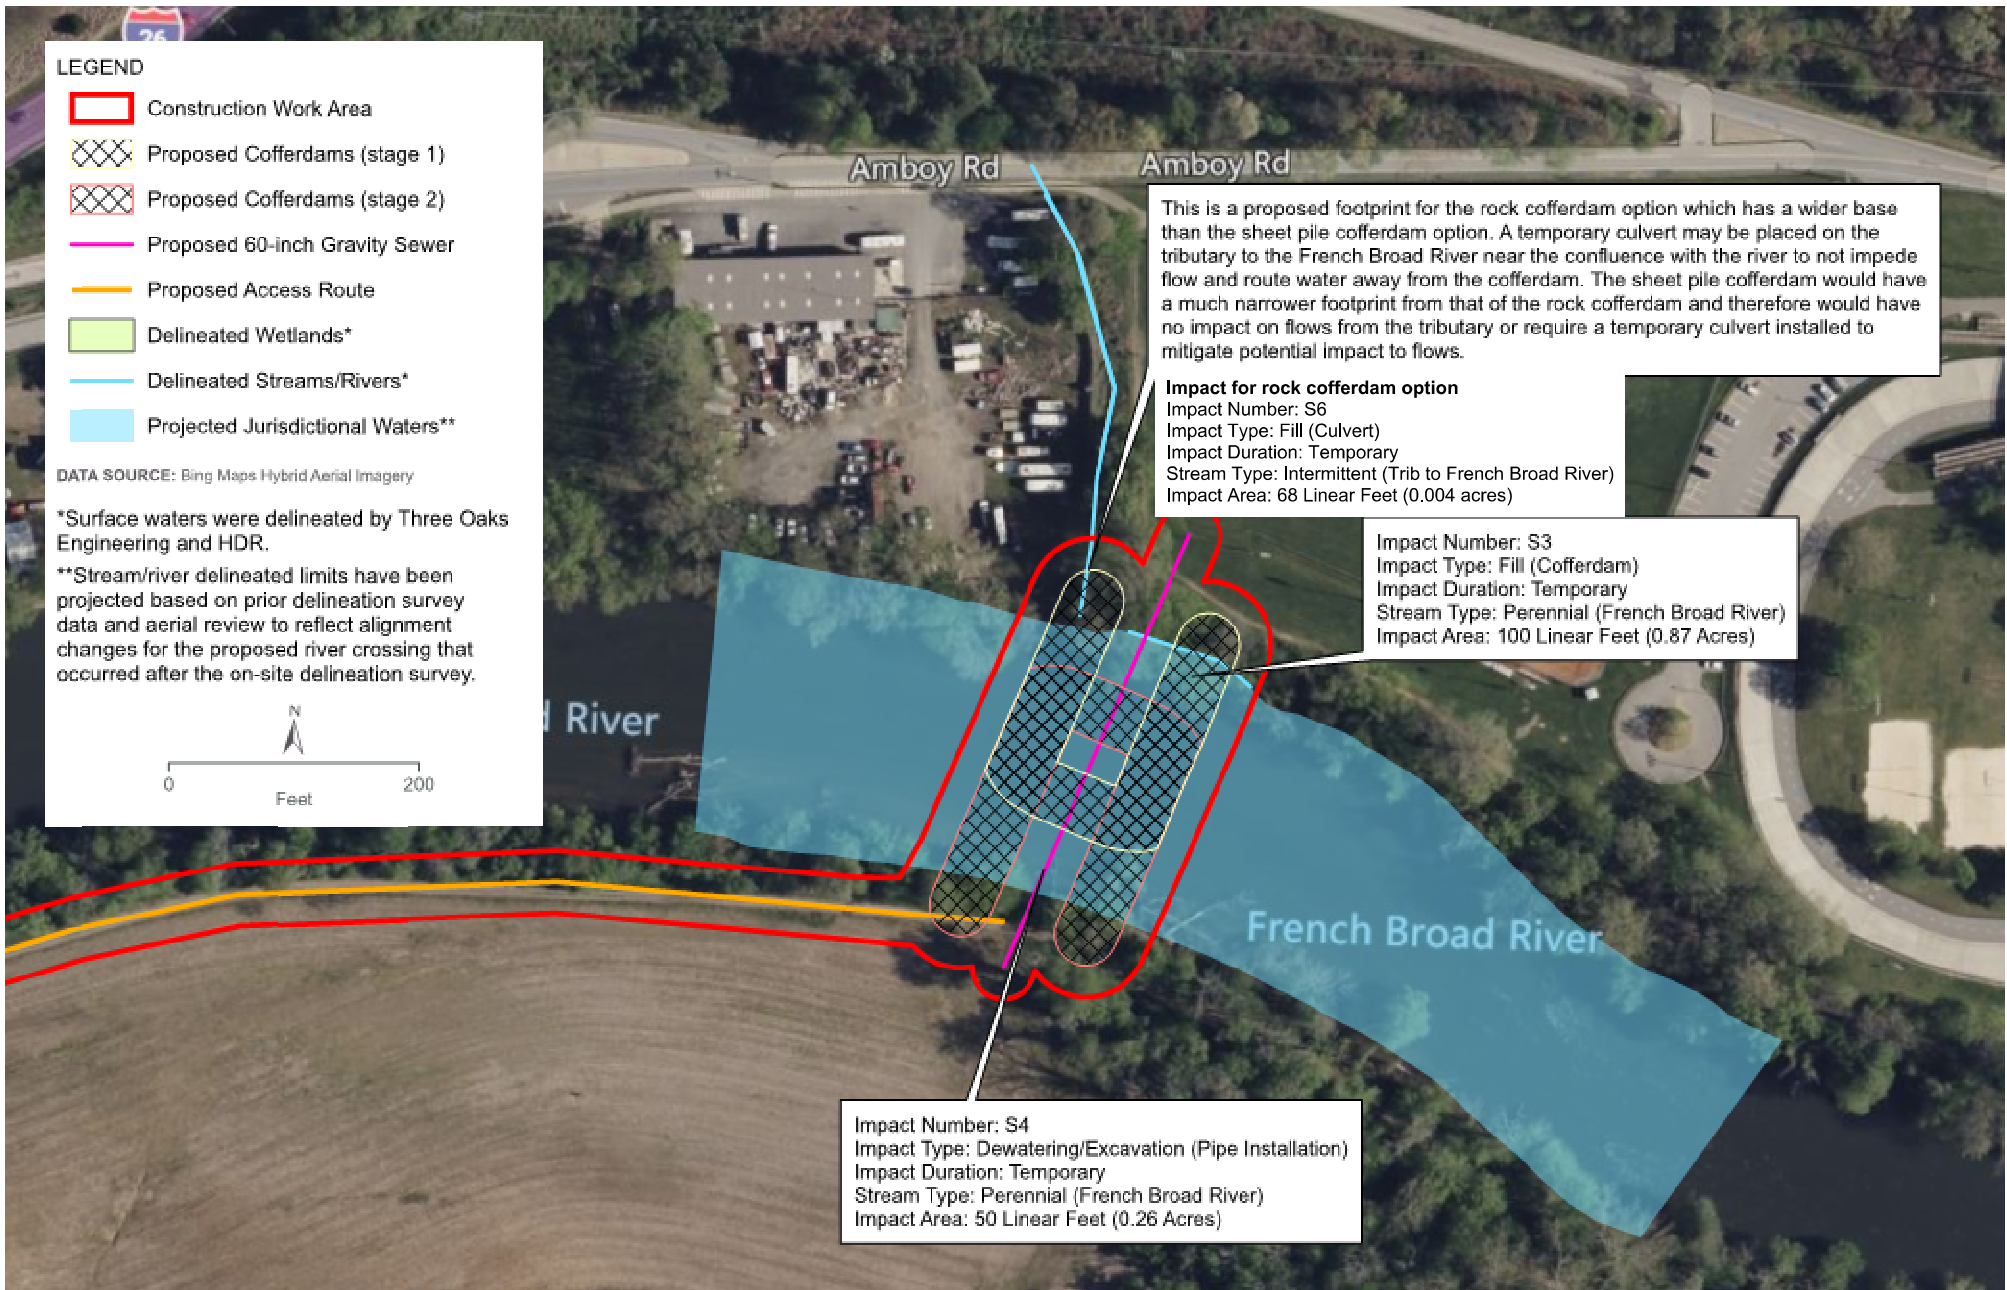 26
LEGEND
Construction Work Area
Proposed Cofferdams (stage 1)
Proposed Cofferdams (stage 2)
Proposed 60-inch Gravity Sewer
Proposed Access Route
Delineated Wetlands*
Delineated Streams/Rivers*
Projected Jurisdictional Waters**
DATA SOURCE: Bing Maps Hybrid Aerial Imagery
*Surface waters were delineated by Three Oaks
Engineering and HDR.
**Stream/river delineated limits have been
projected based on prior delineation survey
data and aerial review to reflect alignment
changes for the proposed river crossing that
occurred after the on-site delineation survey.
N
0 200
Feet
Amboy Rd Amboy Rd
This is a proposed footprint for the rock cofferdam option which has a wider base
than the sheet pile cofferdam option. A temporary culvert may be placed on the
tributary to the French Broad River near the confluence with the river to not impede
flow and route water away from the cofferdam. The sheet pile cofferdam would have
a much narrower footprint from that of the rock cofferdam and therefore would have
no impact on flows from the tributary or require a temporary culvert installed to
mitigate potential impact to flows.
Impact for rock cofferdam option
Impact Number: S6
Impact Type: Fill (Culvert)
Impact Duration: Temporary
Stream Type: Intermittent (Trib to French Broad River)
Impact Area: 68 Linear Feet (0.004 acres)
Impact Number: S3
Impact Type: Fill (Cofferdam)
Impact Duration: Temporary
Stream Type: Perennial (French Broad River)
Impact Area: 100 Linear Feet (0.87 Acres)
d River
French Broad River
Impact Number: S4
Impact Type: Dewatering/Excavation (Pipe Installation)
Impact Duration: Temporary
Stream Type: Perennial (French Broad River)
Impact Area: 50 Linear Feet (0.26 Acres)